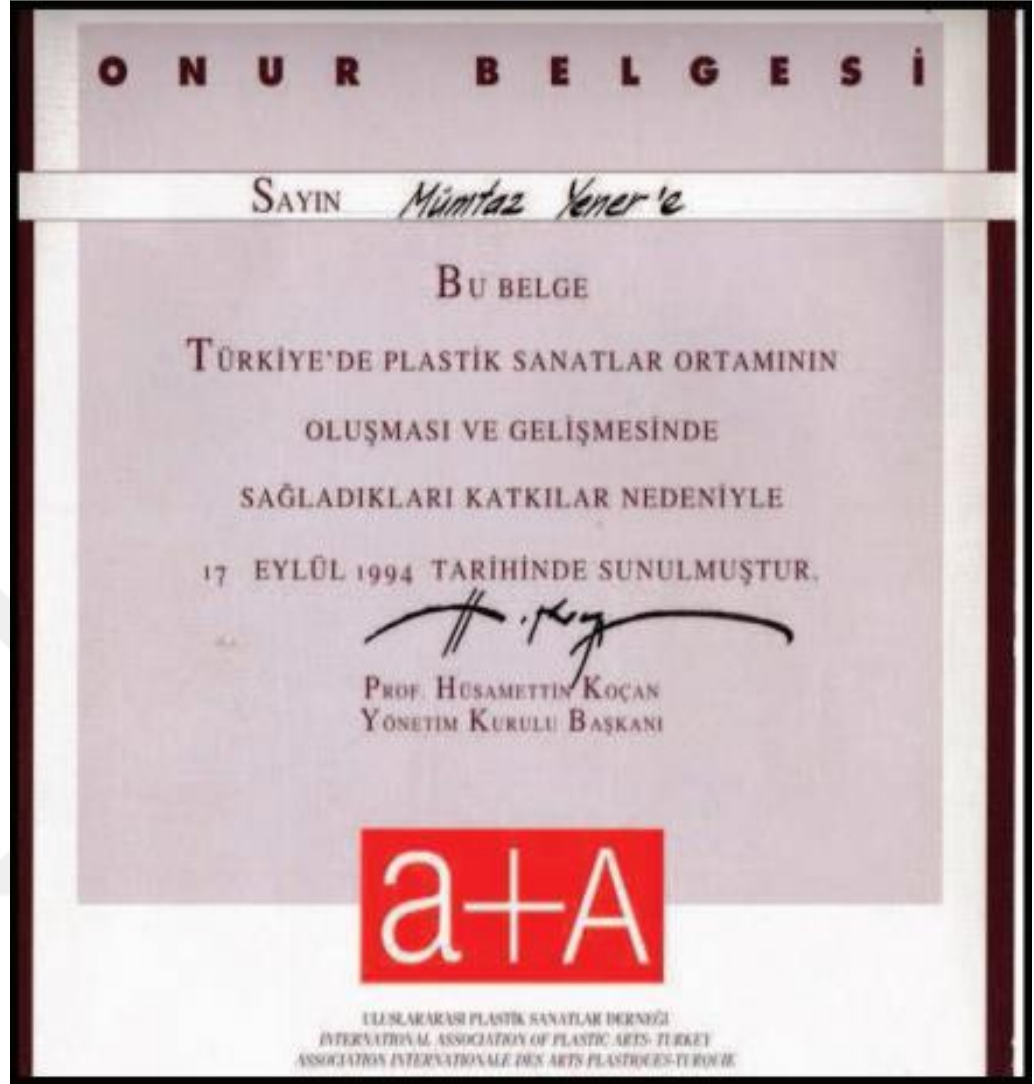 ONUR BELGESİ
SAYIN Mümtaz Yener'e
BU BELGE
TÜRKİYE'DE PLASTİK SANATLAR ORTAMININ
OLUŞMASI VE GELİŞMESİNDE
SAĞLADIKLARI KATKILAR NEDENİYLE
17 EYLÜL 1994 TARİHİNDE SUNULMUŞTUR.
PROF. HÜSAMETTİN KOÇAN
YÖNETİM KURULU BAŞKANI
a+A
ULUSLARARASI PLASTİK SANATLAR DERNEĞİ
INTERNATIONAL ASSOCIATION OF PLASTIC ARTS- TURKEY
ASSOCIATION INTERNATIONALE DES ARTS PLASTIQUES-TURQUIE